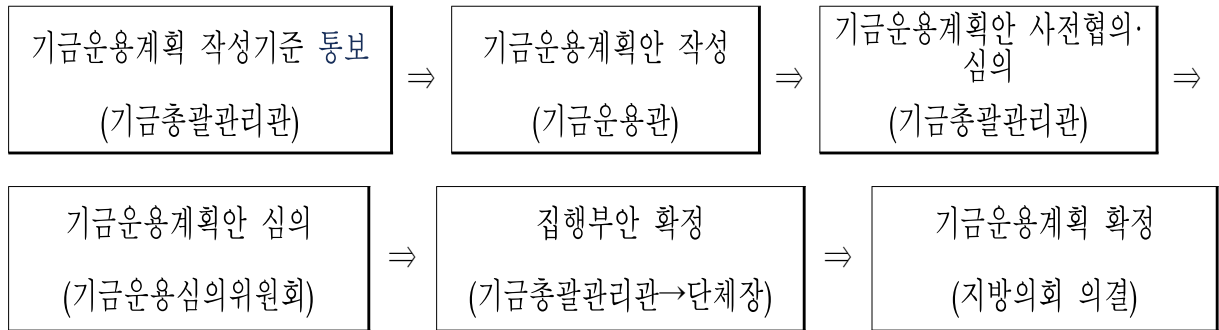 기금운용계획 작성기준 통보
(기금총괄관리관)
⇒
기금운용계획안 작성
(기금운용관)
⇒
기금운용계획안 사전협의·
심의
(기금총괄관리관)
⇒
기금운용계획안 심의
(기금운용심의위원회)
⇒
집행부안 확정
(기금총괄관리관→단체장)
⇒
기금운용계획 확정
(지방의회 의결)